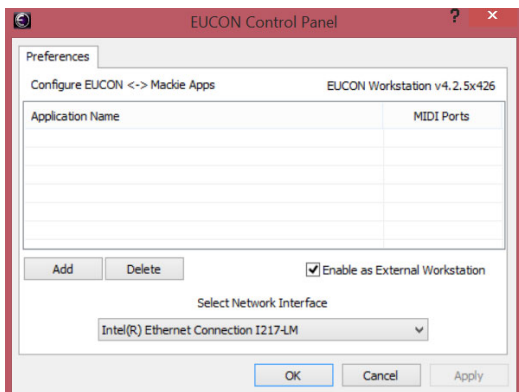 EUCON Control Panel
Preferences
Configure EUCON <-> Mackie Apps EUCON Workstation v4.2.5x426
Application Name MIDI Ports
Add Delete Enable as External Workstation
Select Network Interface
Intel(R) Ethernet Connection I217-LM
OK Cancel Apply